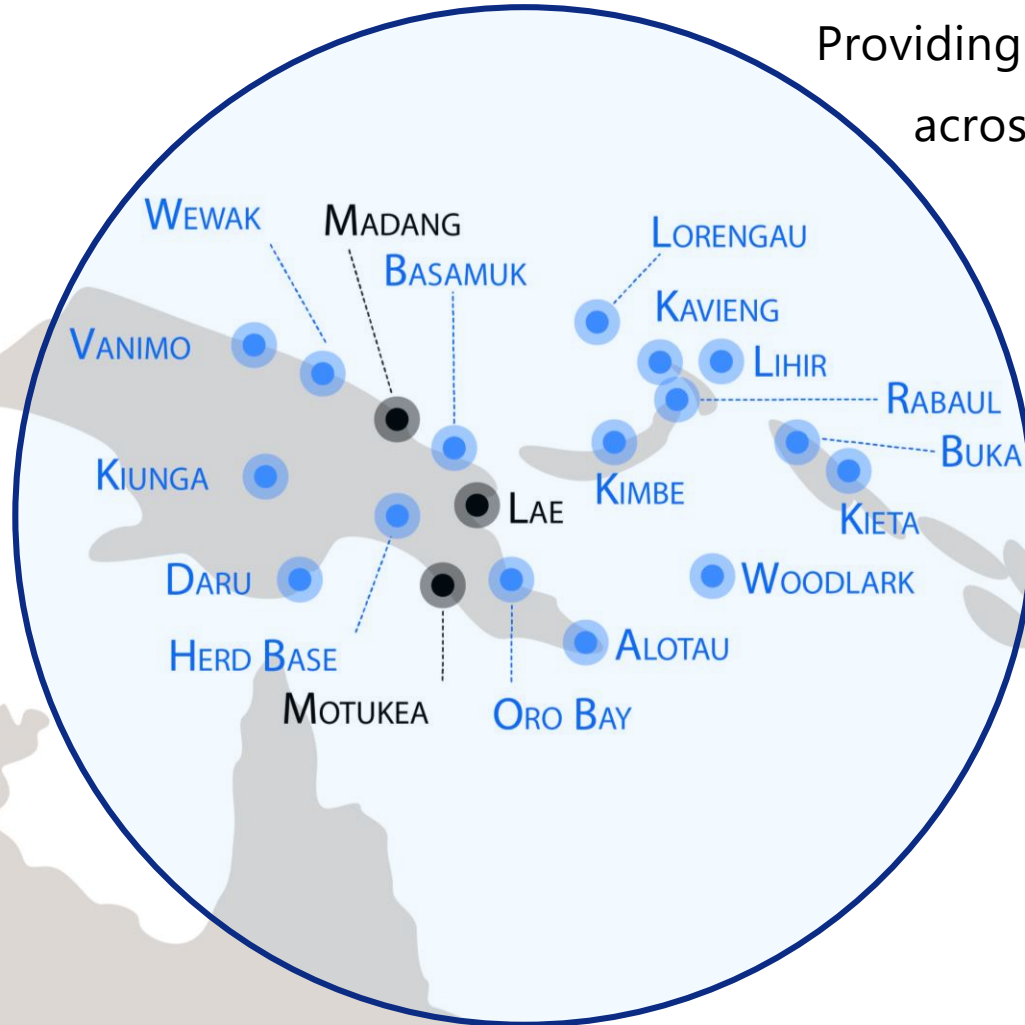 Providing
acros
WEWAK
MADANG
BASAMUK
LORENGAU
KAVIENG
VANIMO
LIHIR
RABAUL
BUKA
KIUNGA
KIMBE
LAE
KIETA
DARU
WOODLARK
HERD BASE
ALOTAU
MOTUKEA
ORO BAY